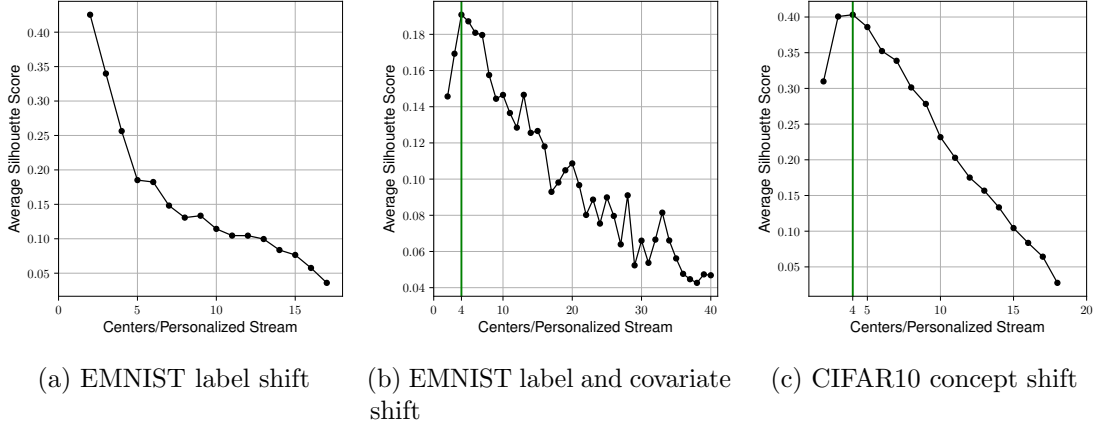 0.40
0.35
0.30
0.25
0.20
0.15
0.10
0.05
Average Silhouette Score
0 5 10 15
Centers/Personalized Stream
(a) EMNIST label shift
0.18
0.16
0.14
0.12
0.10
0.08
0.06
0.04
Average Silhouette Score
0 4 10 20 30 40
Centers/Personalized Stream
(b) EMNIST label and covariate
shift
0.40
0.35
0.30
0.25
0.20
0.15
0.10
0.05
Average Silhouette Score
4 5 10 15 20
Centers/Personalized Stream
(c) CIFAR10 concept shift